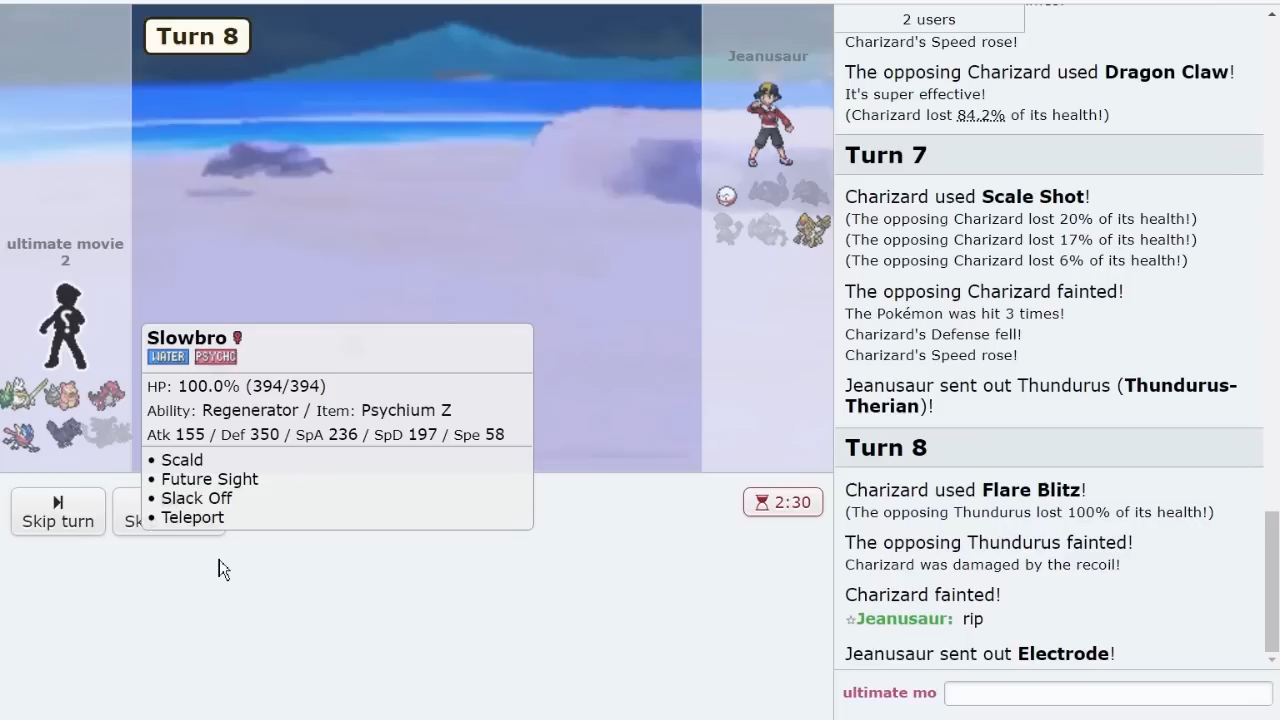 Turn 8
Jeanusaur
ultimate movie
2
Slowbro
WATER PSYCHC
HP: 100.0% (394/394)
Ability: Regenerator / Item: Psychium Z
Atk 155 / Def 350 / SpA 236 / SpD 197 / Spe 58
• Scald
• Future Sight
• Slack Off
• Teleport
Skip turn
Sk
2:30
2 users
Charizard's Speed rose!
The opposing Charizard used Dragon Claw!
It's super effective!
(Charizard lost 84.2% of its health!)
Turn 7
Charizard used Scale Shot!
(The opposing Charizard lost 20% of its health!)
(The opposing Charizard lost 17% of its health!)
(The opposing Charizard lost 6% of its health!)
The opposing Charizard fainted!
The Pokémon was hit 3 times!
Charizard's Defense fell!
Charizard's Speed rose!
Jeanusaur sent out Thundurus (Thundurus-
Therian)!
Turn 8
Charizard used Flare Blitz!
(The opposing Thundurus lost 100% of its health!)
The opposing Thundurus fainted!
Charizard was damaged by the recoil!
Charizard fainted!
☆Jeanusaur: rip
Jeanusaur sent out Electrode!
ultimate mo